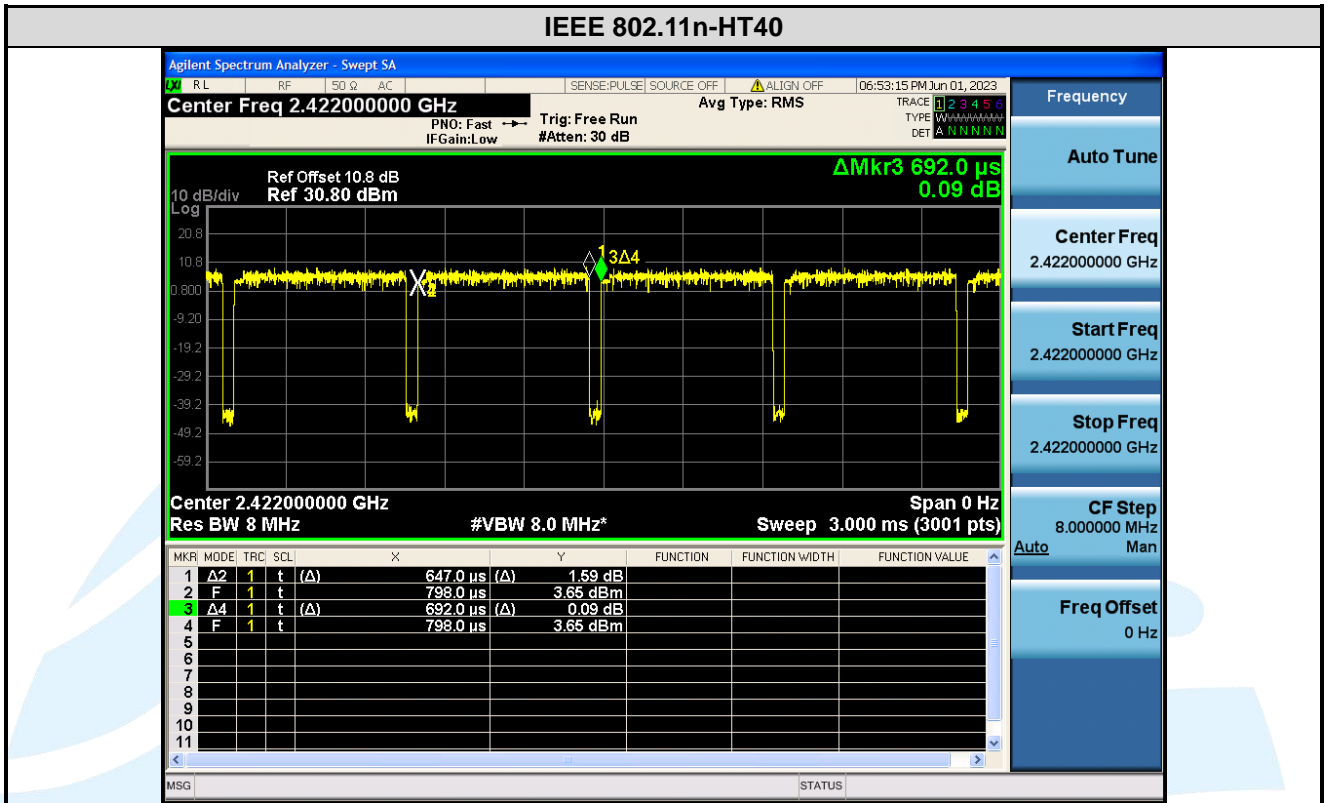 IEEE 802.11n-HT40
Agilent Spectrum Analyzer - Swept SA
LXI RL RF 50 Ω AC SENSE:PULSE SOURCE OFF ALIGN OFF 06:53:15 PM Jun 01, 2023
Center Freq 2.422000000 GHz
PNO: Fast
IFGain:Low
Trig: Free Run
#Atten: 30 dB
Avg Type: RMS
TRACE 1 2 3 4 5 6
TYPE W
DET A N N N N N
Frequency
Auto Tune
Center Freq
2.422000000 GHz
Start Freq
2.422000000 GHz
Stop Freq
2.422000000 GHz
CF Step
8.000000 MHz
Auto Man
Freq Offset
0 Hz
ΔMkr3 692.0 µs
0.09 dB
Ref Offset 10.8 dB
10 dB/div Ref 30.80 dBm
Log
20.8
10.8
0.800
-9.20
-19.2
-29.2
-39.2
-49.2
-59.2
1
3Δ4
Center 2.422000000 GHz Span 0 Hz
Res BW 8 MHz #VBW 8.0 MHz* Sweep 3.000 ms (3001 pts)
MKR MODE TRC SCL X Y FUNCTION FUNCTION WIDTH FUNCTION VALUE
1 Δ2 1 t (Δ) 647.0 µs (Δ) 1.59 dB
2 F 1 t 798.0 µs 3.65 dBm
3 Δ4 1 t (Δ) 692.0 µs (Δ) 0.09 dB
4 F 1 t 798.0 µs 3.65 dBm
5
6
7
8
9
10
11
MSG STATUS